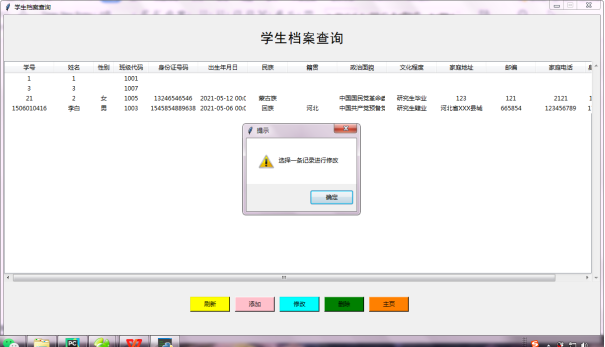 学生档案查询
学生档案查询
学号 姓名 性别 班级代码 身份证号码 出生年月日 民族 籍贯 政治面貌 文化程度 家庭地址 邮编 家庭电话
1 1 1001
3 3 1007
21 2 女 1005 13246546546 2021-05-12 00:0 蒙古族 中国国民党革命委 研究生毕业 123 121 2121 1
1506010416 李白 男 1003 1545854889638 2021-05-06 00:0 回族 河北 中国共产党预备党 研究生肄业 河北省XXX县城 665854 123456789
提示
选择一条记录进行修改
确定
刷新 添加 修改 删除 主页
PC